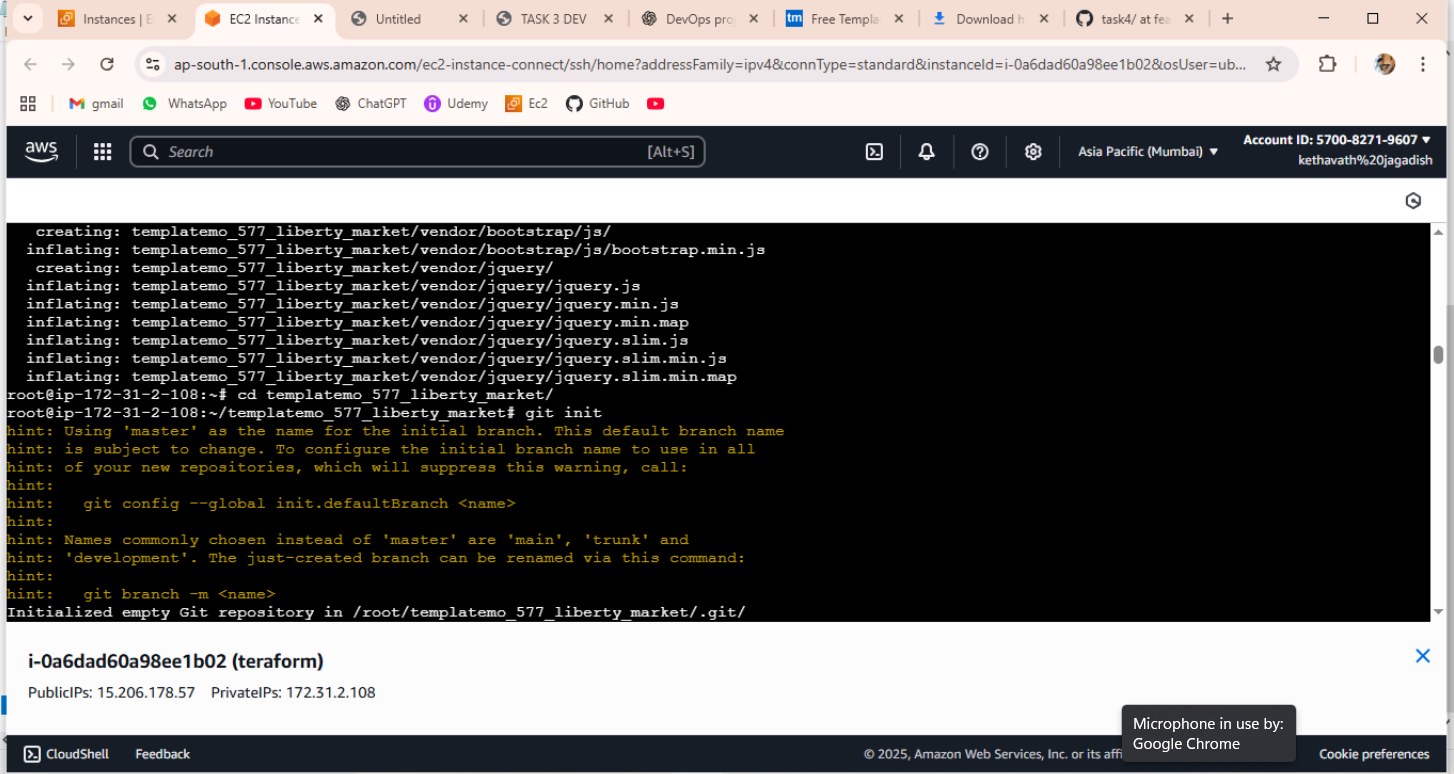 Instances | E
EC2 Instance
Untitled
TASK 3 DEV
DevOps pro
tm Free Templa
Download h
task4/ at fea
ap-south-1.console.aws.amazon.com/ec2-instance-connect/ssh/home?addressFamily=ipv4&connType=standard&instanceId=i-0a6dad60a98ee1b02&osUser=ub...
gmail
WhatsApp
YouTube
ChatGPT
Udemy
Ec2
GitHub
aws
Search
[Alt+S]
Asia Pacific (Mumbai)
Account ID: 5700-8271-9607
kethavath%20jagadish
creating: templatemo_577_liberty_market/vendor/bootstrap/js/
inflating: templatemo_577_liberty_market/vendor/bootstrap/js/bootstrap.min.js
creating: templatemo_577_liberty_market/vendor/jquery/
inflating: templatemo_577_liberty_market/vendor/jquery/jquery.js
inflating: templatemo_577_liberty_market/vendor/jquery/jquery.min.js
inflating: templatemo_577_liberty_market/vendor/jquery/jquery.min.map
inflating: templatemo_577_liberty_market/vendor/jquery/jquery.slim.js
inflating: templatemo_577_liberty_market/vendor/jquery/jquery.slim.min.js
inflating: templatemo_577_liberty_market/vendor/jquery/jquery.slim.min.map
root@ip-172-31-2-108:~# cd templatemo_577_liberty_market/
root@ip-172-31-2-108:~/templatemo_577_liberty_market# git init
hint: Using 'master' as the name for the initial branch. This default branch name
hint: is subject to change. To configure the initial branch name to use in all
hint: of your new repositories, which will suppress this warning, call:
hint:
hint:   git config --global init.defaultBranch <name>
hint:
hint: Names commonly chosen instead of 'master' are 'main', 'trunk' and
hint: 'development'. The just-created branch can be renamed via this command:
hint:
hint:   git branch -m <name>
Initialized empty Git repository in /root/templatemo_577_liberty_market/.git/
i-0a6dad60a98ee1b02 (teraform)
PublicIPs: 15.206.178.57 PrivateIPs: 172.31.2.108
Microphone in use by:
Google Chrome
CloudShell
Feedback
© 2025, Amazon Web Services, Inc. or its affi
Cookie preferences